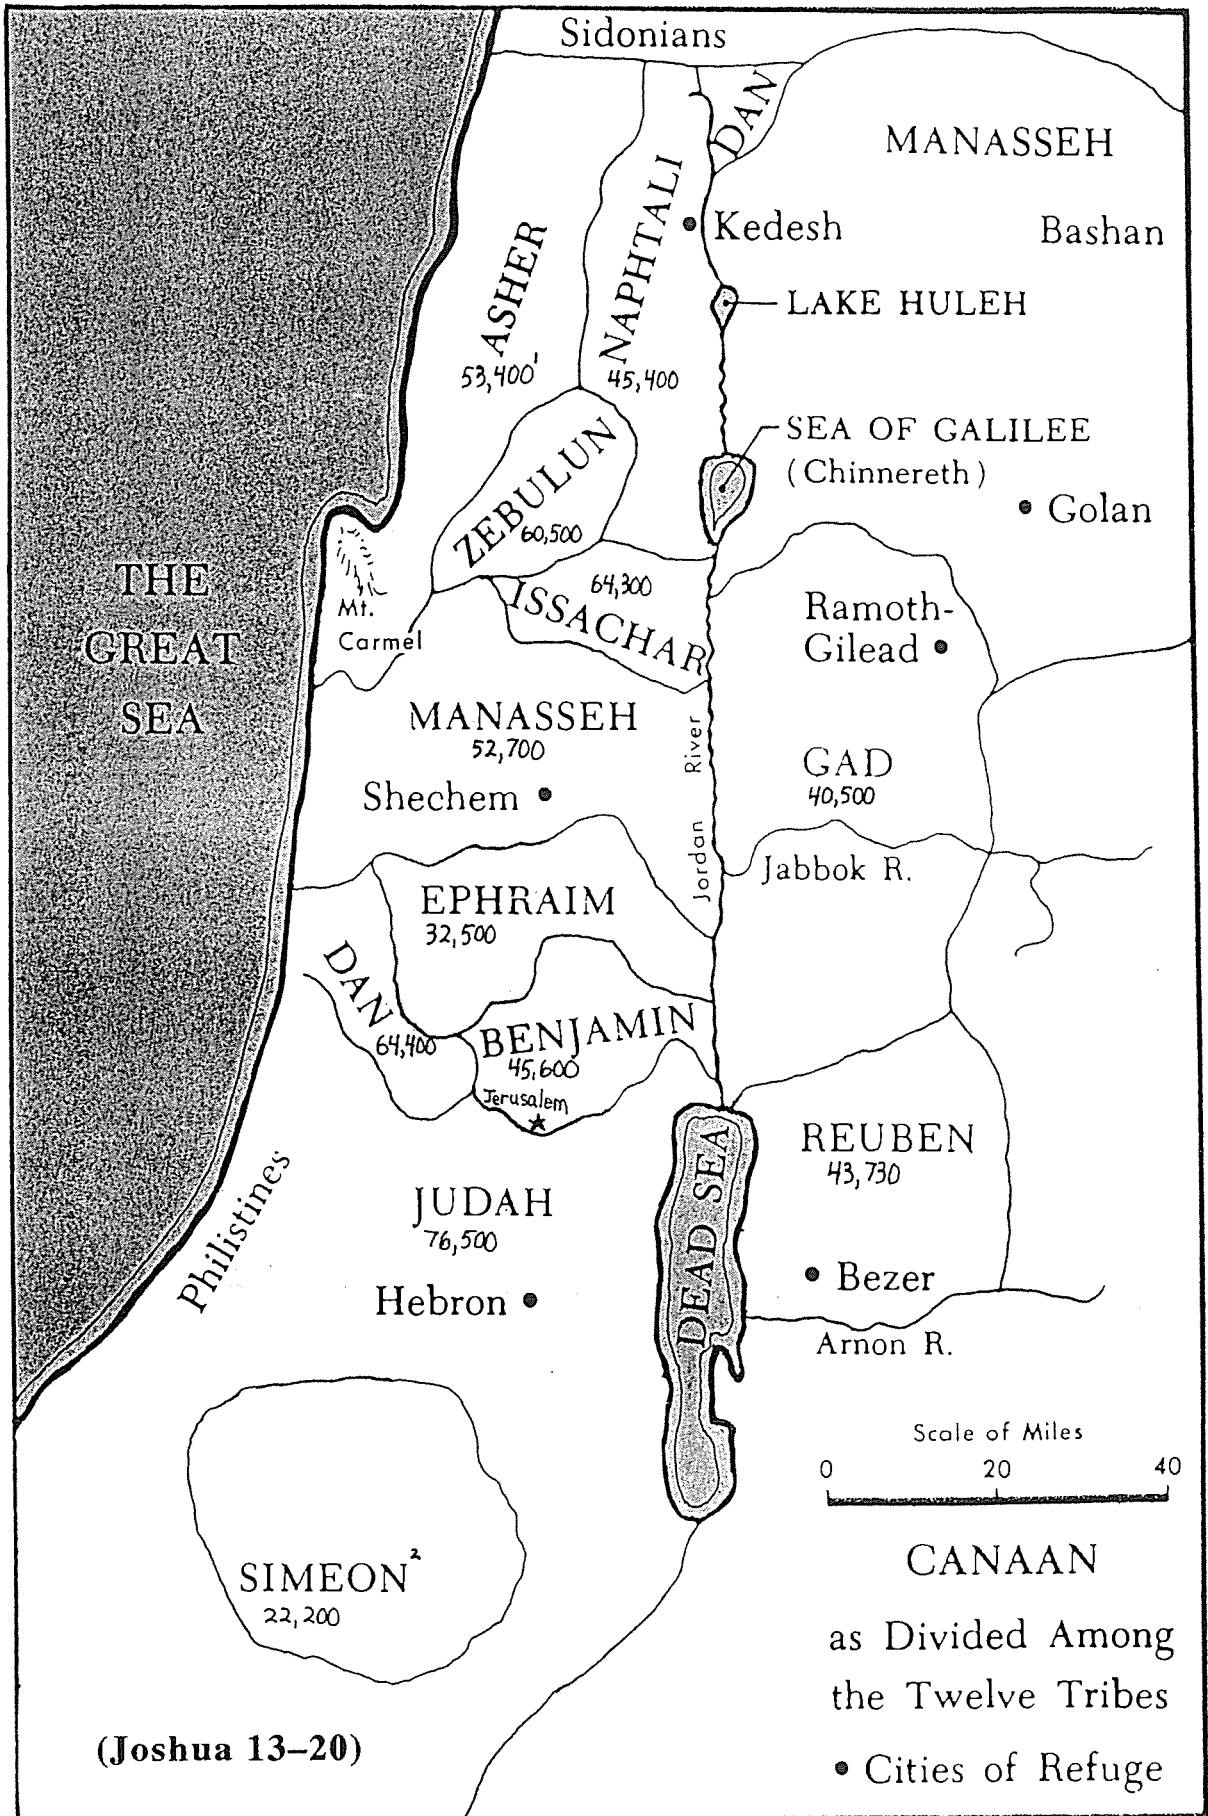 Sidonians
DAN
MANASSEH
NAPHTALI
Kedesh
Bashan
ASHER
LAKE HULEH
53,400¹
45,400
SEA OF GALILEE
(Chinnereth)
ZEBULUN
60,500
Golan
THE
GREAT
SEA
Mt.
Carmel
64,300
ISSACHAR
Ramoth-
Gilead
MANASSEH
52,700
Jordan River
GAD
40,500
Shechem
Jabbok R.
EPHRAIM
32,500
DAN
64,400
BENJAMIN
45,600
Jerusalem
DEAD SEA
REUBEN
43,730
Philistines
JUDAH
76,500
Hebron
Bezer
Arnon R.
Scale of Miles
0 20 40
SIMEON²
22,200
CANAAN
as Divided Among
the Twelve Tribes
(Joshua 13–20)
• Cities of Refuge